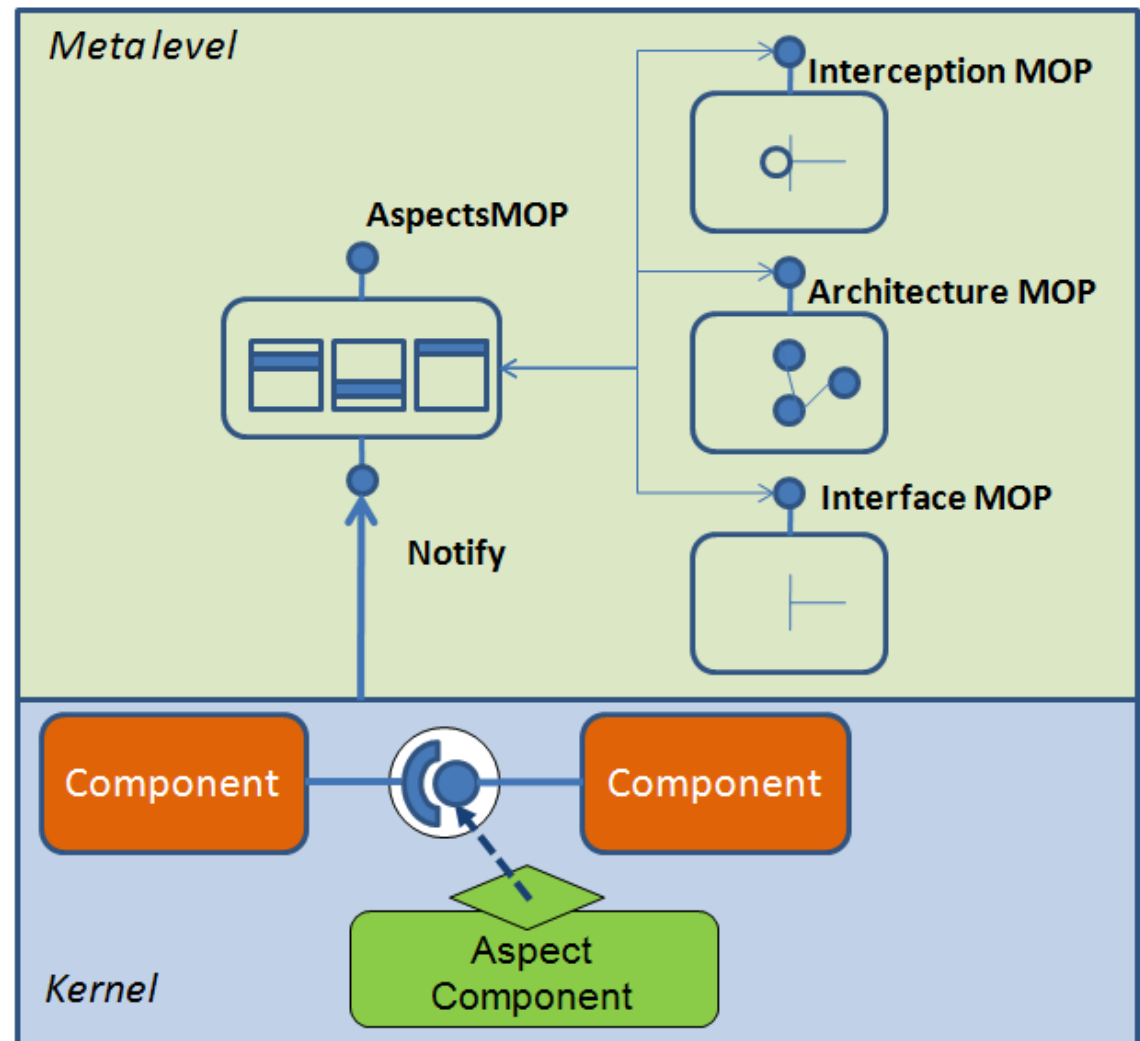 Meta level
Interception MOP
AspectsMOP
Architecture MOP
Interface MOP
Notify
Component
Component
Aspect
Component
Kernel